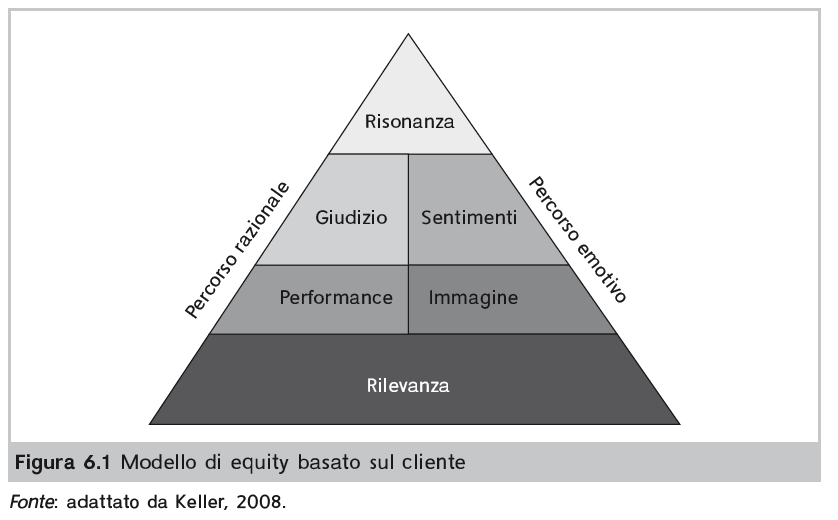 Risonanza
Percorso razionale
Giudizio
Sentimenti
Percorso emotivo
Performance
Immagine
Rilevanza
Figura 6.1 Modello di equity basato sul cliente
Fonte: adattato da Keller, 2008.